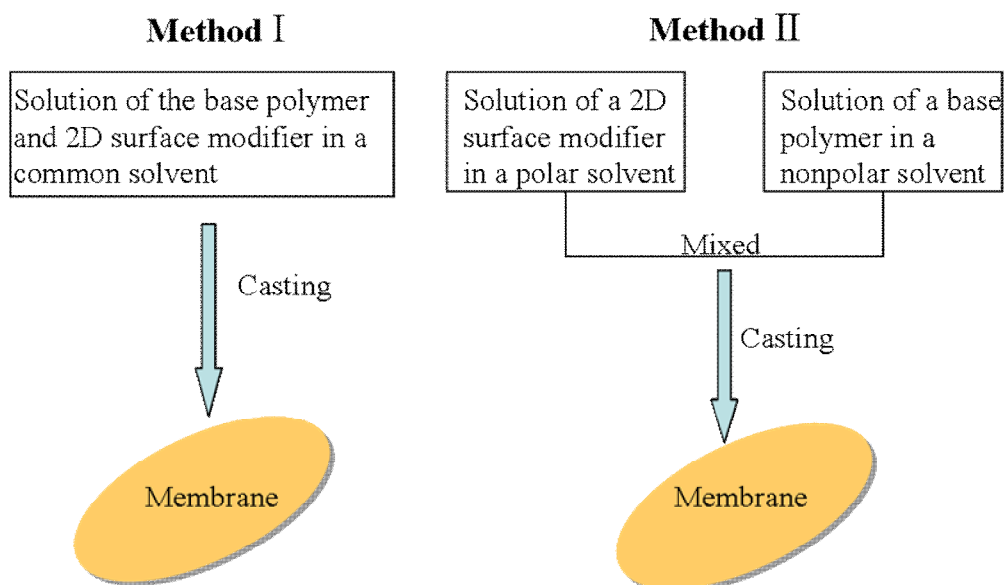 Method I
Solution of the base polymer
and 2D surface modifier in a
common solvent
Casting
Membrane
Method II
Solution of a 2D
surface modifier
in a polar solvent
Solution of a base
polymer in a
nonpolar solvent
Mixed
Casting
Membrane